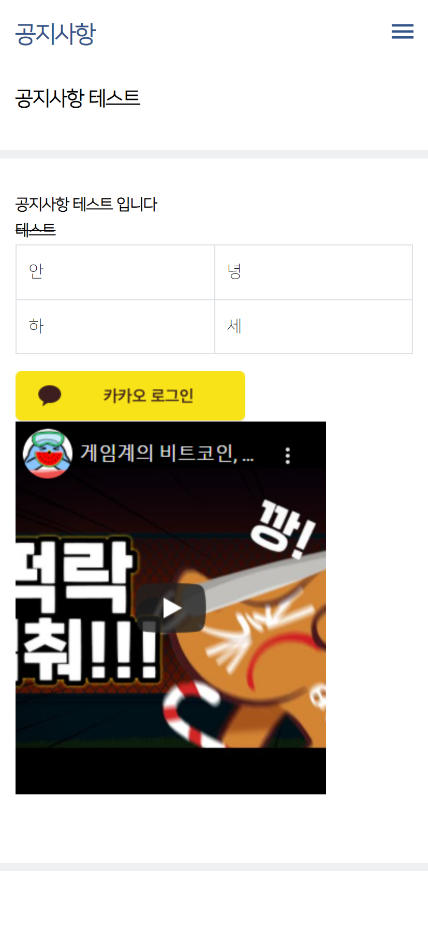 공지사항
공지사항 테스트
공지사항 테스트 입니다
테스트
안 녕
하 세
카카오 로그인
게임계의 비트코인, ...
깡!
락
춰!!!